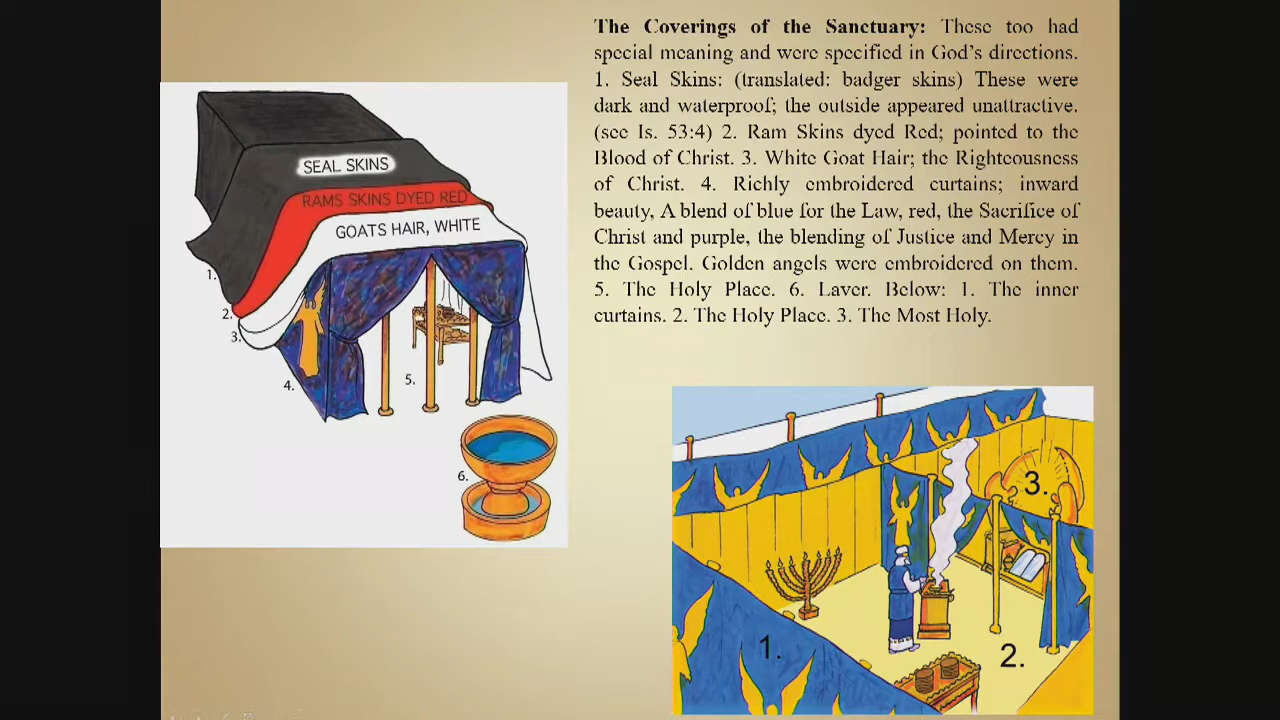 The Coverings of the Sanctuary: These too had
special meaning and were specified in God's directions.
1. Seal Skins: (translated: badger skins) These were
dark and waterproof; the outside appeared unattractive.
(see Is. 53:4) 2. Ram Skins dyed Red; pointed to the
Blood of Christ. 3. White Goat Hair; the Righteousness
of Christ. 4. Richly embroidered curtains; inward
beauty, A blend of blue for the Law, red, the Sacrifice of
Christ and purple, the blending of Justice and Mercy in
the Gospel. Golden angels were embroidered on them.
5. The Holy Place. 6. Laver. Below: 1. The inner
curtains. 2. The Holy Place. 3. The Most Holy.
SEAL SKINS
RAMS SKINS DYED RED
GOATS HAIR, WHITE
1.
2.
3.
4.
5.
6.
3.
1.
2.